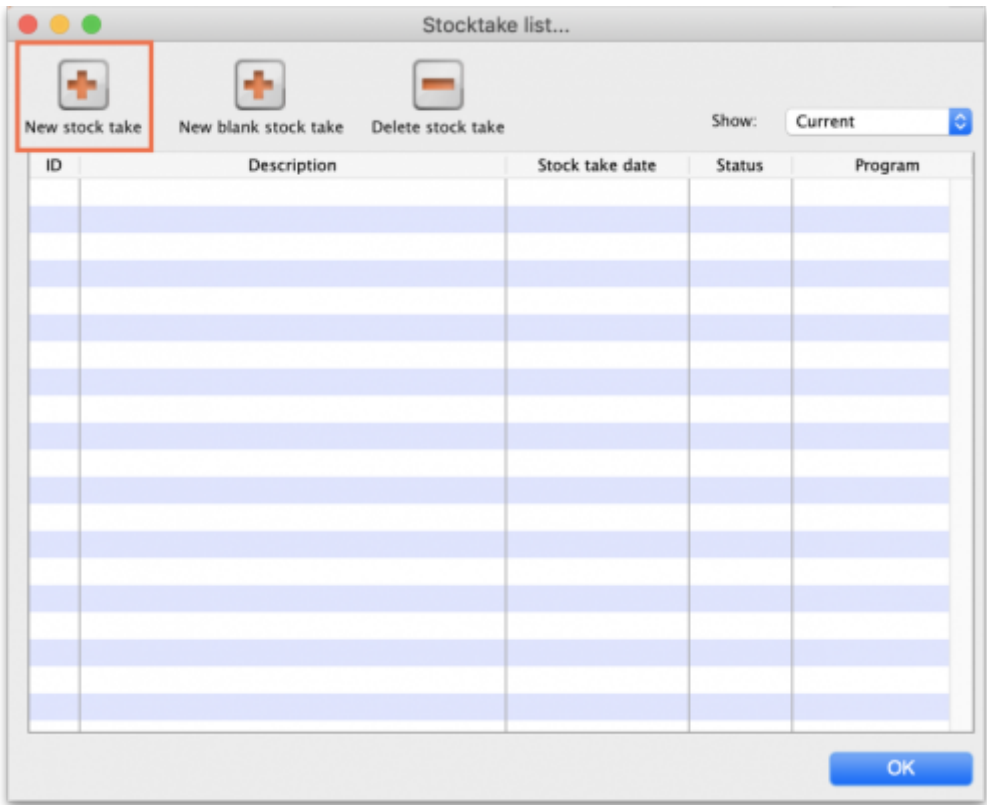 Stocktake list...
New stock take New blank stock take Delete stock take Show: Current
ID Description Stock take date Status Program
OK